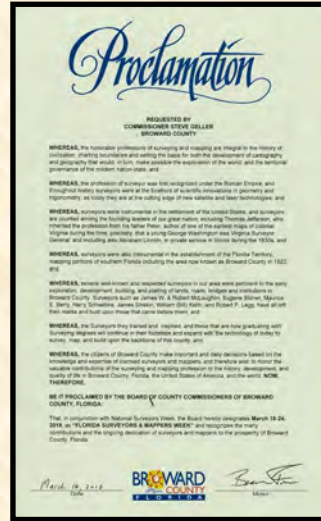 Proclamation
REQUESTED BY
COMMISSIONER STEVE GELLER
BROWARD COUNTY
WHEREAS, the honorable professions of surveying and mapping are integral to the history of
civilization, charting boundaries and setting the basis for both the development of cartography
and geography that would, in turn, make possible the exploration of the world, and the territorial
governance of the modern nation-state; and
WHEREAS, the profession of surveyor was first recognized under the Roman Empire, and
throughout history surveyors were at the forefront of scientific innovations in geometry and
trigonometry, as today they are at the cutting edge of new satellite and laser technologies; and
WHEREAS, surveyors were instrumental in the settlement of the United States, and surveyors
are counted among the founding leaders of our great nation, including Thomas Jefferson, who
inherited the profession from his father Peter, author of one of the earliest maps of colonial
Virginia during the time, precisely, that a young George Washington was Virginia Surveyor
General and including also Abraham Lincoln, in private service in Illinois during the 1830s, and
WHEREAS, surveyors were also instrumental in the establishment of the Florida Territory,
mapping portions of southern Florida including the area now known as Broward County in 1822;
and
WHEREAS, several well-known and respected surveyors in our area were pertinent in the early
exploration, development, building, and platting of lands, roads, bridges and institutions to
Broward County. Surveyors such as James W. & Robert McLaughlin, Eugene
E. Berry, Harry Schwebke, James and Robert P. Legg, have all left
their marks and built upon those that came before them; and
WHEREAS, the Surveyors they trained and inspired, and those that are now graduating with
Surveying degrees will continue in their footsteps and expand with the technology of today to
survey, map, and build upon the backbone of this county; and
WHEREAS, the citizens of Broward County make important and daily decisions based on the
knowledge and expertise of licensed surveyors and mappers, and therefore wish to honor the
valuable contributions of the surveying and mapping profession to the history, development, and
quality of life in Broward County, Florida, the United States of America, and the world. NOW,
THEREFORE,
BE IT PROCLAIMED BY THE BOARD OF COUNTY COMMISSIONERS OF BROWARD
COUNTY, FLORIDA:
That, in conjunction with National Surveyors Week, the Board hereby designates March 18-24,
2018, as "FLORIDA SURVEYORS & MAPPERS WEEK" and recognizes the many
contributions and the ongoing dedication of surveyors and mappers to the prosperity of Broward
County, Florida.
March 2018
Date
BROWARD
COUNTY
FLORIDA
Mayor